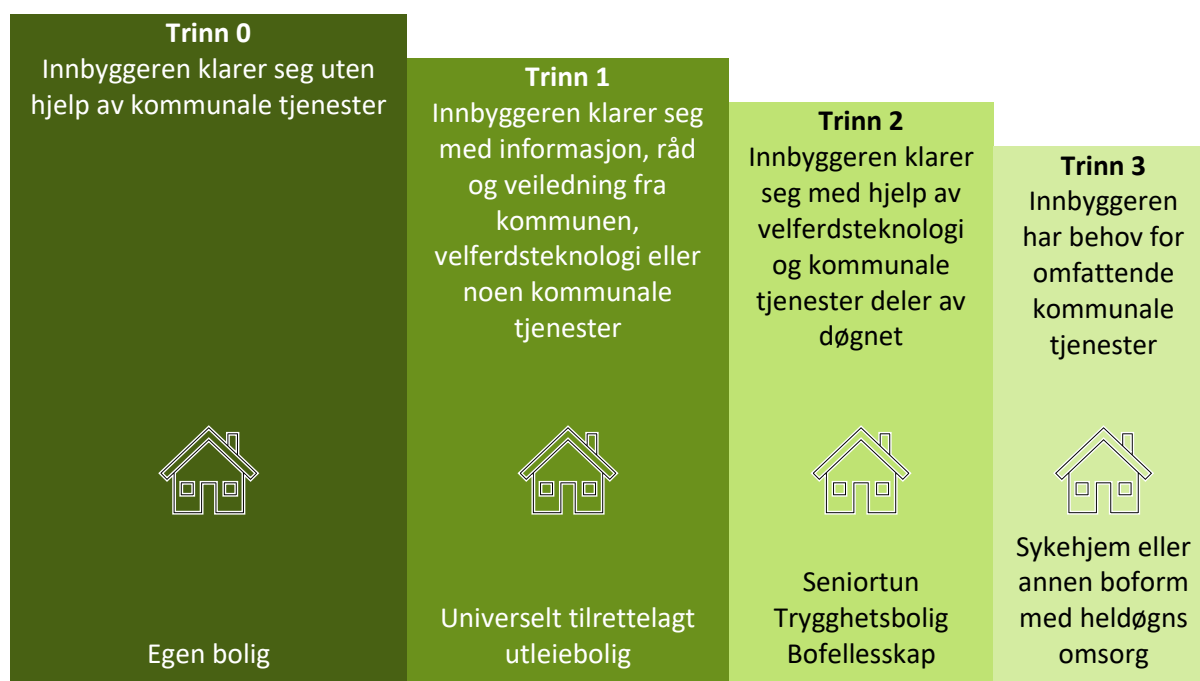 Trinn 0
Innbyggeren klarer seg uten
hjelp av kommunale tjenester
Egen bolig
Trinn 1
Innbyggeren klarer seg
med informasjon, råd
og veiledning fra
kommunen,
velferdsteknologi eller
noen kommunale
tjenester
Universelt tilrettelagt
utleiebolig
Trinn 2
Innbyggeren klarer
seg med hjelp av
velferdsteknologi
og kommunale
tjenester deler av
døgnet
Seniortun
Trygghetsbolig
Bofellesskap
Trinn 3
Innbyggeren
har behov for
omfattende
kommunale
tjenester
Sykehjem eller
annen boform
med heldøgns
omsorg